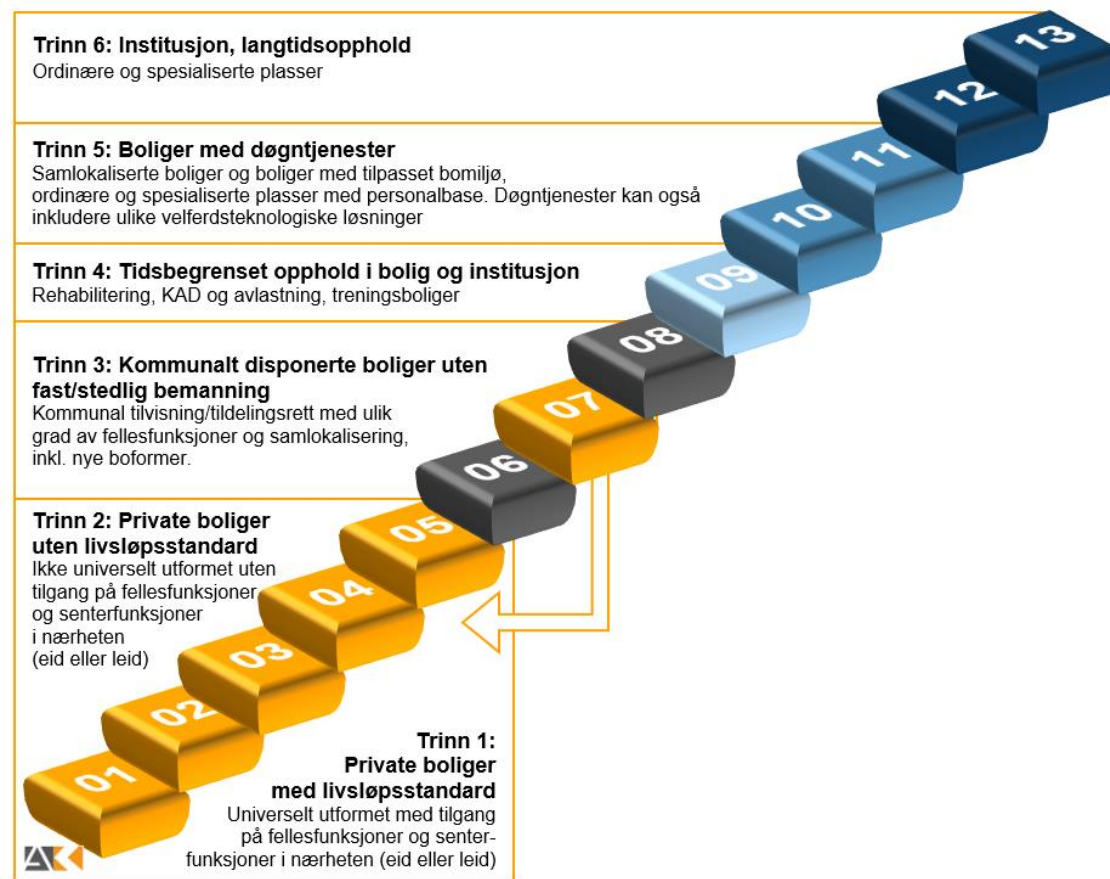 Trinn 6: Institusjon, langtidsopphold
Ordinære og spesialiserte plasser
Trinn 5: Boliger med døgntjenester
Samlokaliserte boliger og boliger med tilpasset bomiljø,
ordinære og spesialiserte plasser med personalbase. Døgntjenester kan også
inkludere ulike velferdsteknologiske løsninger
Trinn 4: Tidsbegrenset opphold i bolig og institusjon
Rehabilitering, KAD og avlastning, treningsboliger
Trinn 3: Kommunalt disponerte boliger uten
fast/stedlig bemanning
Kommunal tilvisning/tildelingsrett med ulik
grad av fellesfunksjoner og samlokalisering,
inkl. nye boformer.
Trinn 2: Private boliger
uten livsløpsstandard
Ikke universelt utformet uten
tilgang på fellesfunksjoner
og senterfunksjoner
i nærheten
(eid eller leid)
Trinn 1:
Private boliger
med livsløpsstandard
Universelt utformet med tilgang
på fellesfunksjoner og senter-
funksjoner i nærheten (eid eller leid)
13
12
11
10
09
08
07
06
05
04
03
02
01